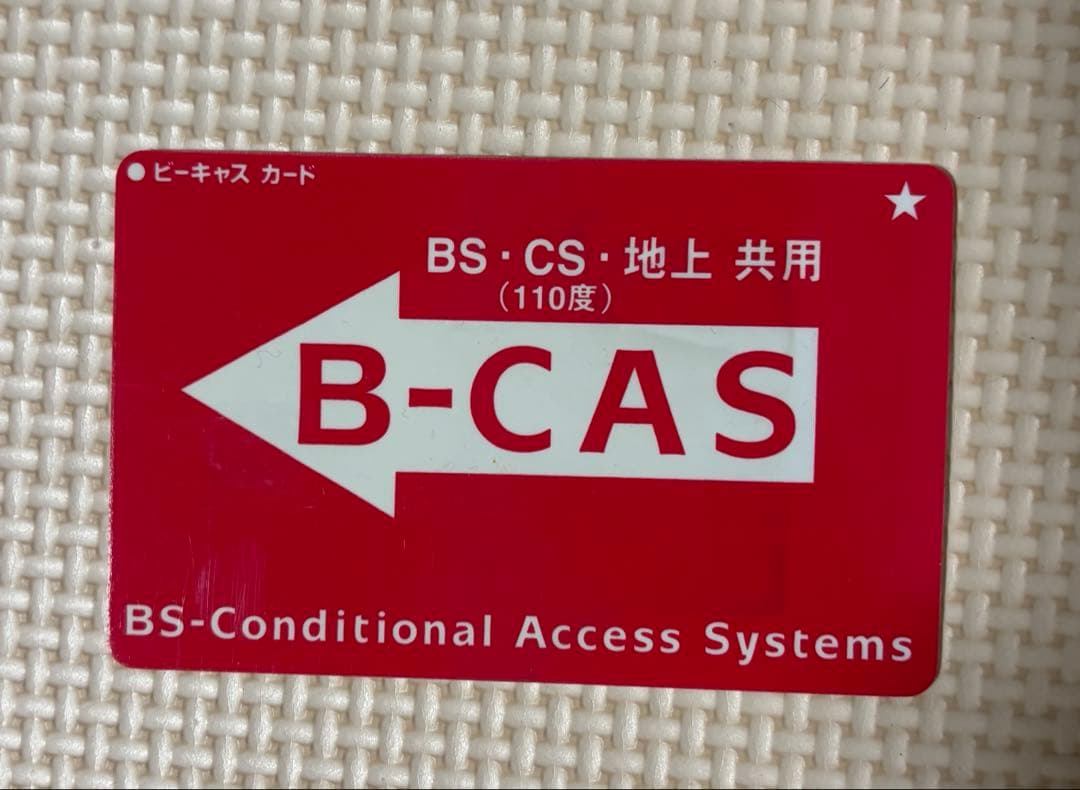 ●ビーキャス カード
★
BS・CS・地上 共用
（110度）
B-CAS
BS-Conditional Access Systems